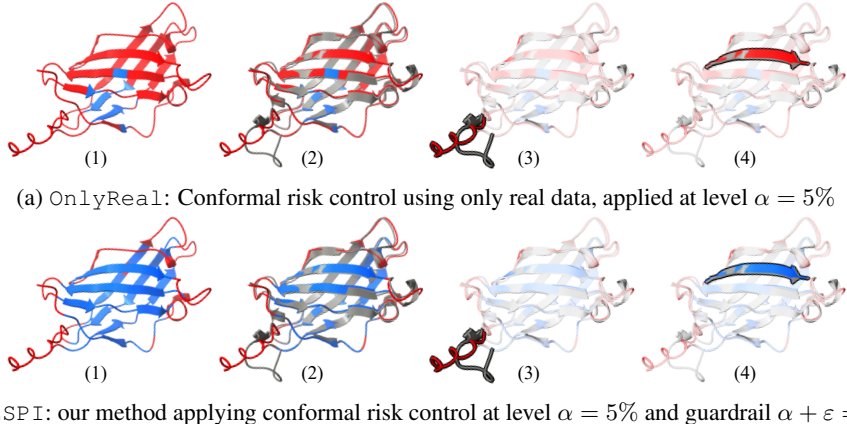 (1) (2) (3) (4)
(a) OnlyReal: Conformal risk control using only real data, applied at level α = 5%
(1) (2) (3) (4)
SPI: our method applying conformal risk control at level α = 5% and guardrail α + ε =